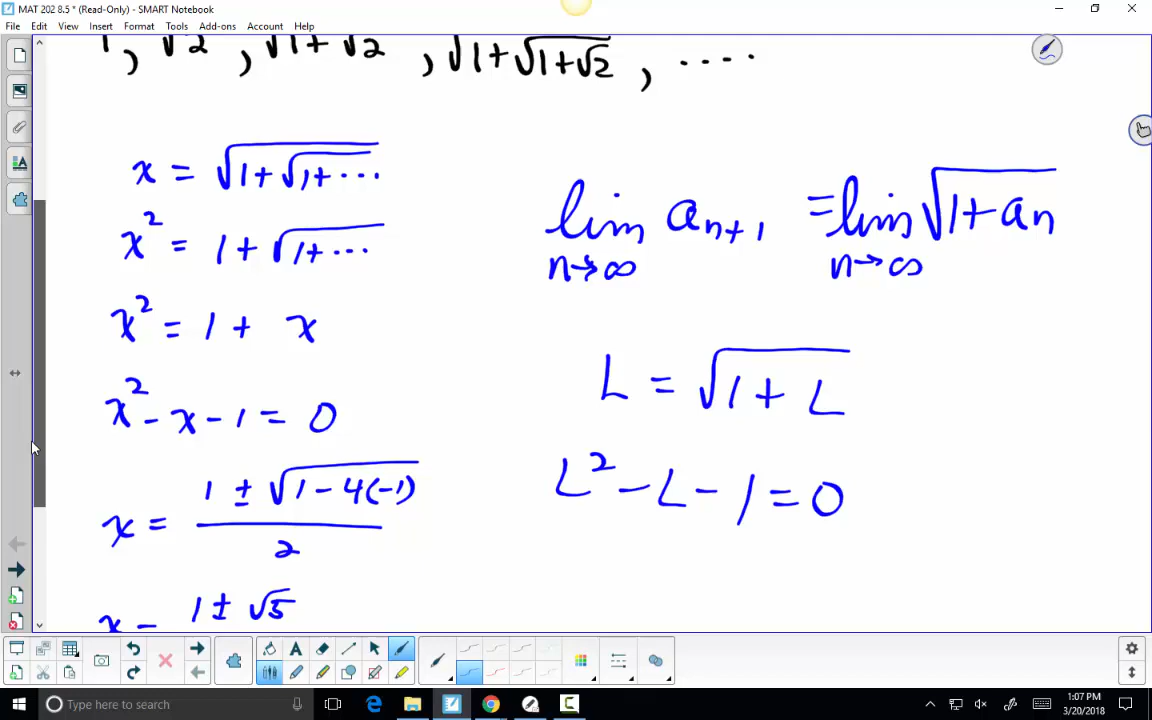 MAT 202 8.5 * (Read-Only) - SMART Notebook
File Edit View Insert Format Tools Add-ons Account Help
1, √2, √1+√2, √1+√1+√2, ....
x = √1+√1+...
x² = 1+√1+...
x² = 1 + x
x² - x - 1 = 0
x = 1 ± √1-4(-1) / 2
x = 1 ± √5
lim n→∞ a n+1 = lim n→∞ √1+an
L = √1+L
L² - L - 1 = 0
Type here to search
1:07 PM
3/20/2018